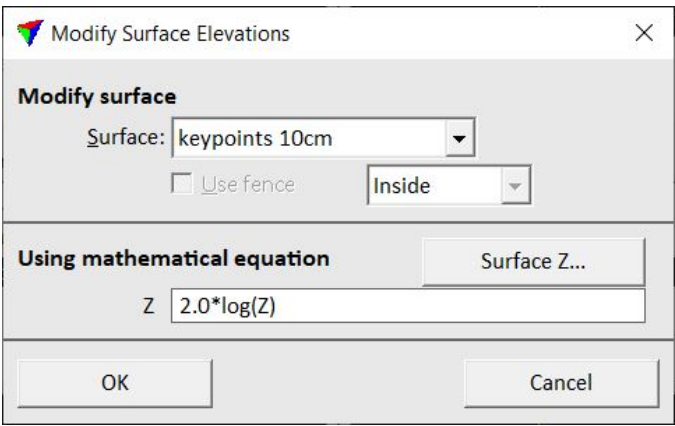 Modify Surface Elevations
Modify surface
Surface: keypoints 10cm
Use fence Inside
Using mathematical equation Surface Z...
Z 2.0*log(Z)
OK Cancel